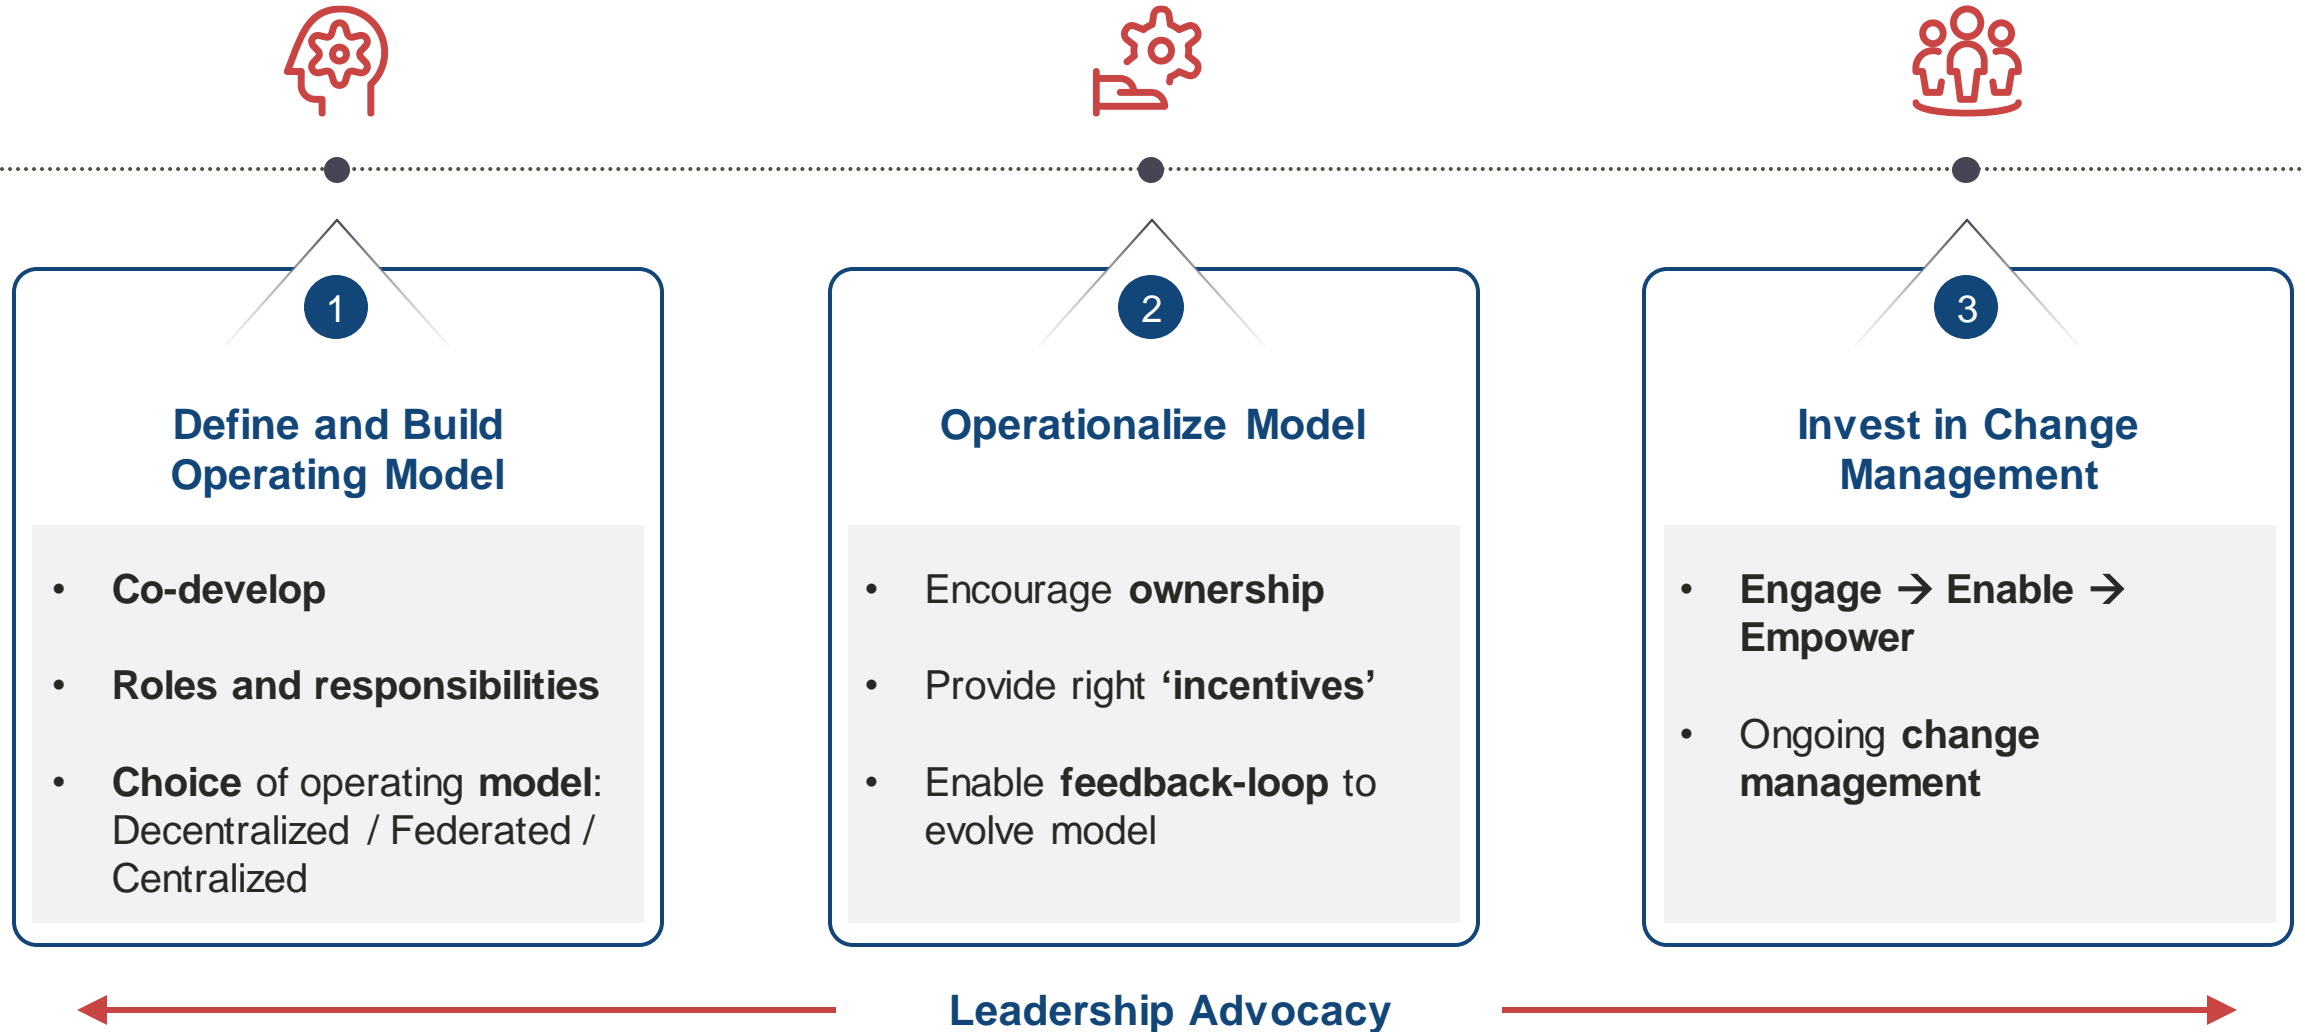 1
Define and Build
Operating Model
• Co-develop
• Roles and responsibilities
• Choice of operating model:
Decentralized / Federated /
Centralized
2
Operationalize Model
• Encourage ownership
• Provide right ‘incentives’
• Enable feedback-loop to
evolve model
3
Invest in Change
Management
• Engage → Enable →
Empower
• Ongoing change
management
Leadership Advocacy